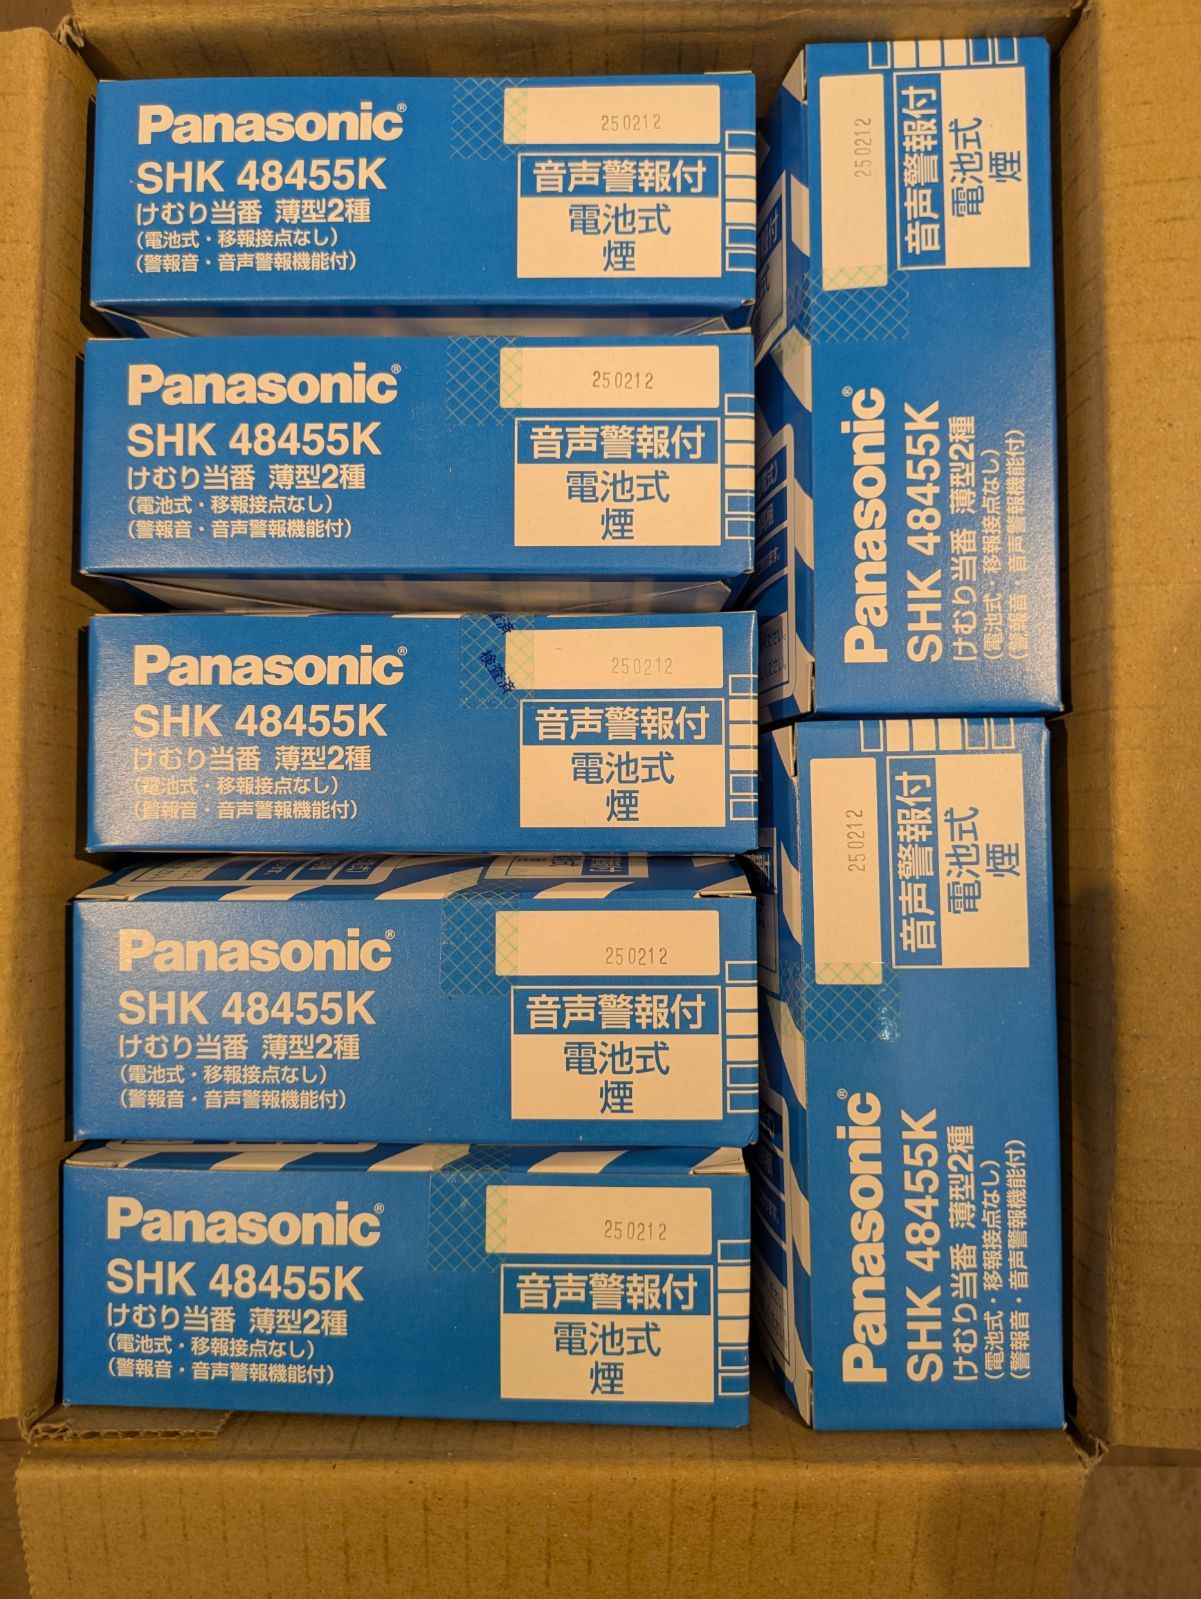 Panasonic®
250212
SHK 48455K
音声警報付
けむり当番 薄型2種
電池式
(電池式・移報接点なし)
煙
(警報音・音声警報機能付)
Panasonic®
250212
SHK 48455K
音声警報付
けむり当番 薄型2種
電池式
(電池式・移報接点なし)
煙
(警報音・音声警報機能付)
Panasonic®
検査済
250212
SHK 48455K
音声警報付
けむり当番 薄型2種
電池式
(電池式・移報接点なし)
煙
(警報音・音声警報機能付)
Panasonic®
250212
SHK 48455K
音声警報付
けむり当番 薄型2種
電池式
(電池式・移報接点なし)
煙
(警報音・音声警報機能付)
Panasonic®
250212
SHK 48455K
音声警報付
けむり当番 薄型2種
電池式
(電池式・移報接点なし)
煙
(警報音・音声警報機能付)
Panasonic®
250212
SHK 48455K
音声警報付
けむり当番 薄型2種
電池式
(電池式・移報接点なし)
煙
(警報音・音声警報機能付)
Panasonic®
250212
SHK 48455K
音声警報付
けむり当番 薄型2種
電池式
(電池式・移報接点なし)
煙
(警報音・音声警報機能付)